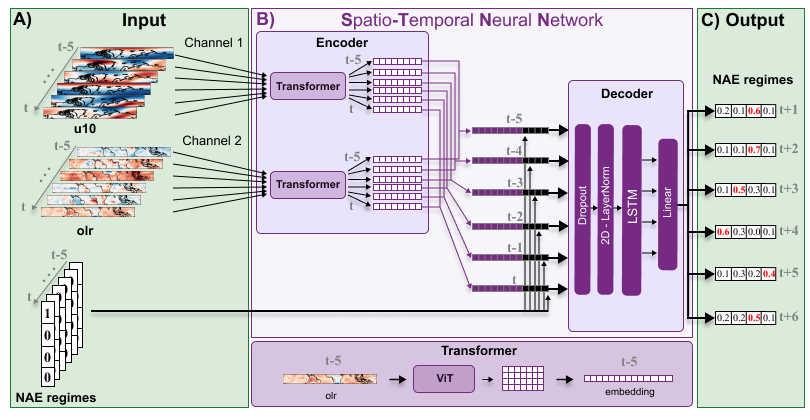 A) Input
B) Spatio-Temporal Neural Network
C) Output
t-5
t
u10
Channel 1
t-5
t
olr
Channel 2
t-5
t
1
0
0
0
NAE regimes
Encoder
Transformer
t-5
t
Transformer
t-5
t
t-5
t-4
t-3
t-2
t-1
t
Decoder
Dropout
2D - LayerNorm
LSTM
Linear
NAE regimes
0.2 0.1 0.6 0.1 t+1
0.1 0.1 0.7 0.1 t+2
0.1 0.5 0.3 0.1 t+3
0.6 0.3 0.0 0.1 t+4
0.1 0.3 0.2 0.4 t+5
0.2 0.2 0.5 0.1 t+6
Transformer
t-5
olr
ViT
t-5
embedding